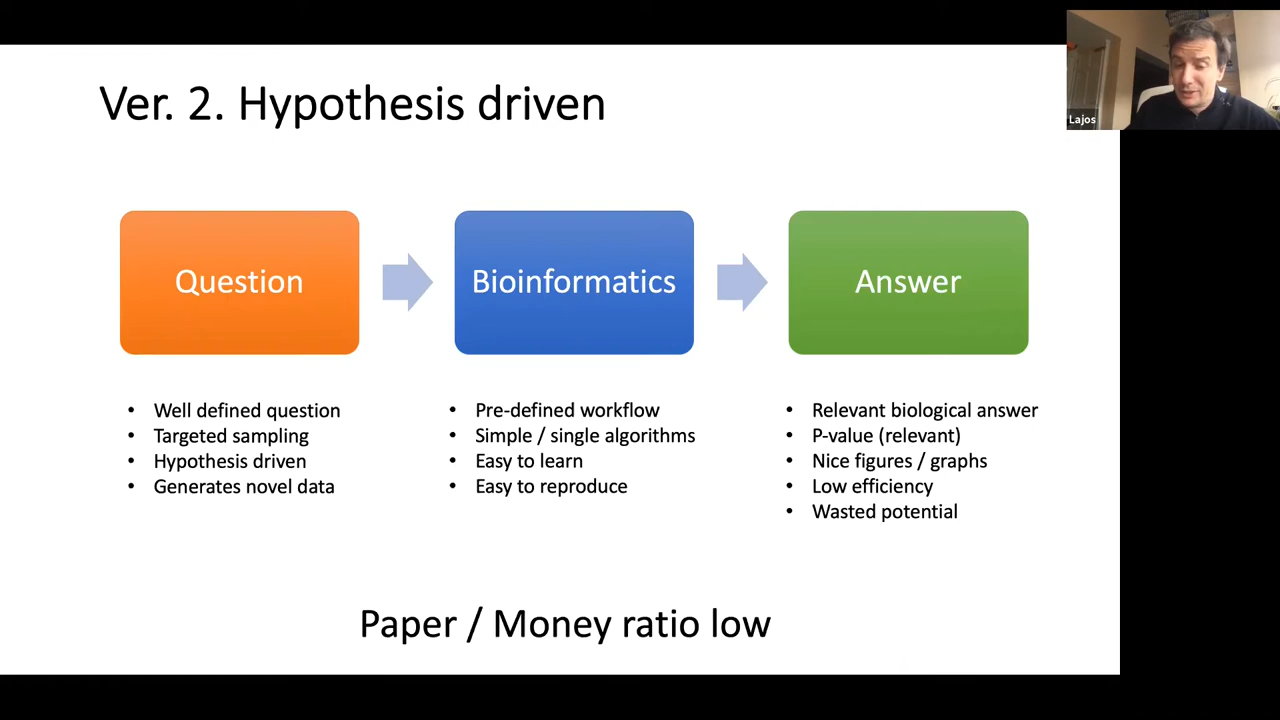 Lajos
Ver. 2. Hypothesis driven
Question
Bioinformatics
Answer
• Well defined question
• Targeted sampling
• Hypothesis driven
• Generates novel data
• Pre-defined workflow
• Simple / single algorithms
• Easy to learn
• Easy to reproduce
• Relevant biological answer
• P-value (relevant)
• Nice figures / graphs
• Low efficiency
• Wasted potential
Paper / Money ratio low